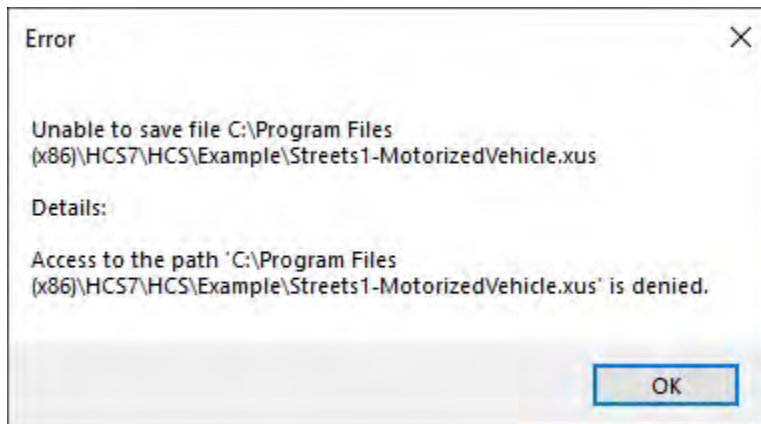 Error
Unable to save file C:\Program Files
(x86)\HCS7\HCS\Example\Streets1-MotorizedVehicle.xus
Details:
Access to the path 'C:\Program Files
(x86)\HCS7\HCS\Example\Streets1-MotorizedVehicle.xus' is denied.
OK